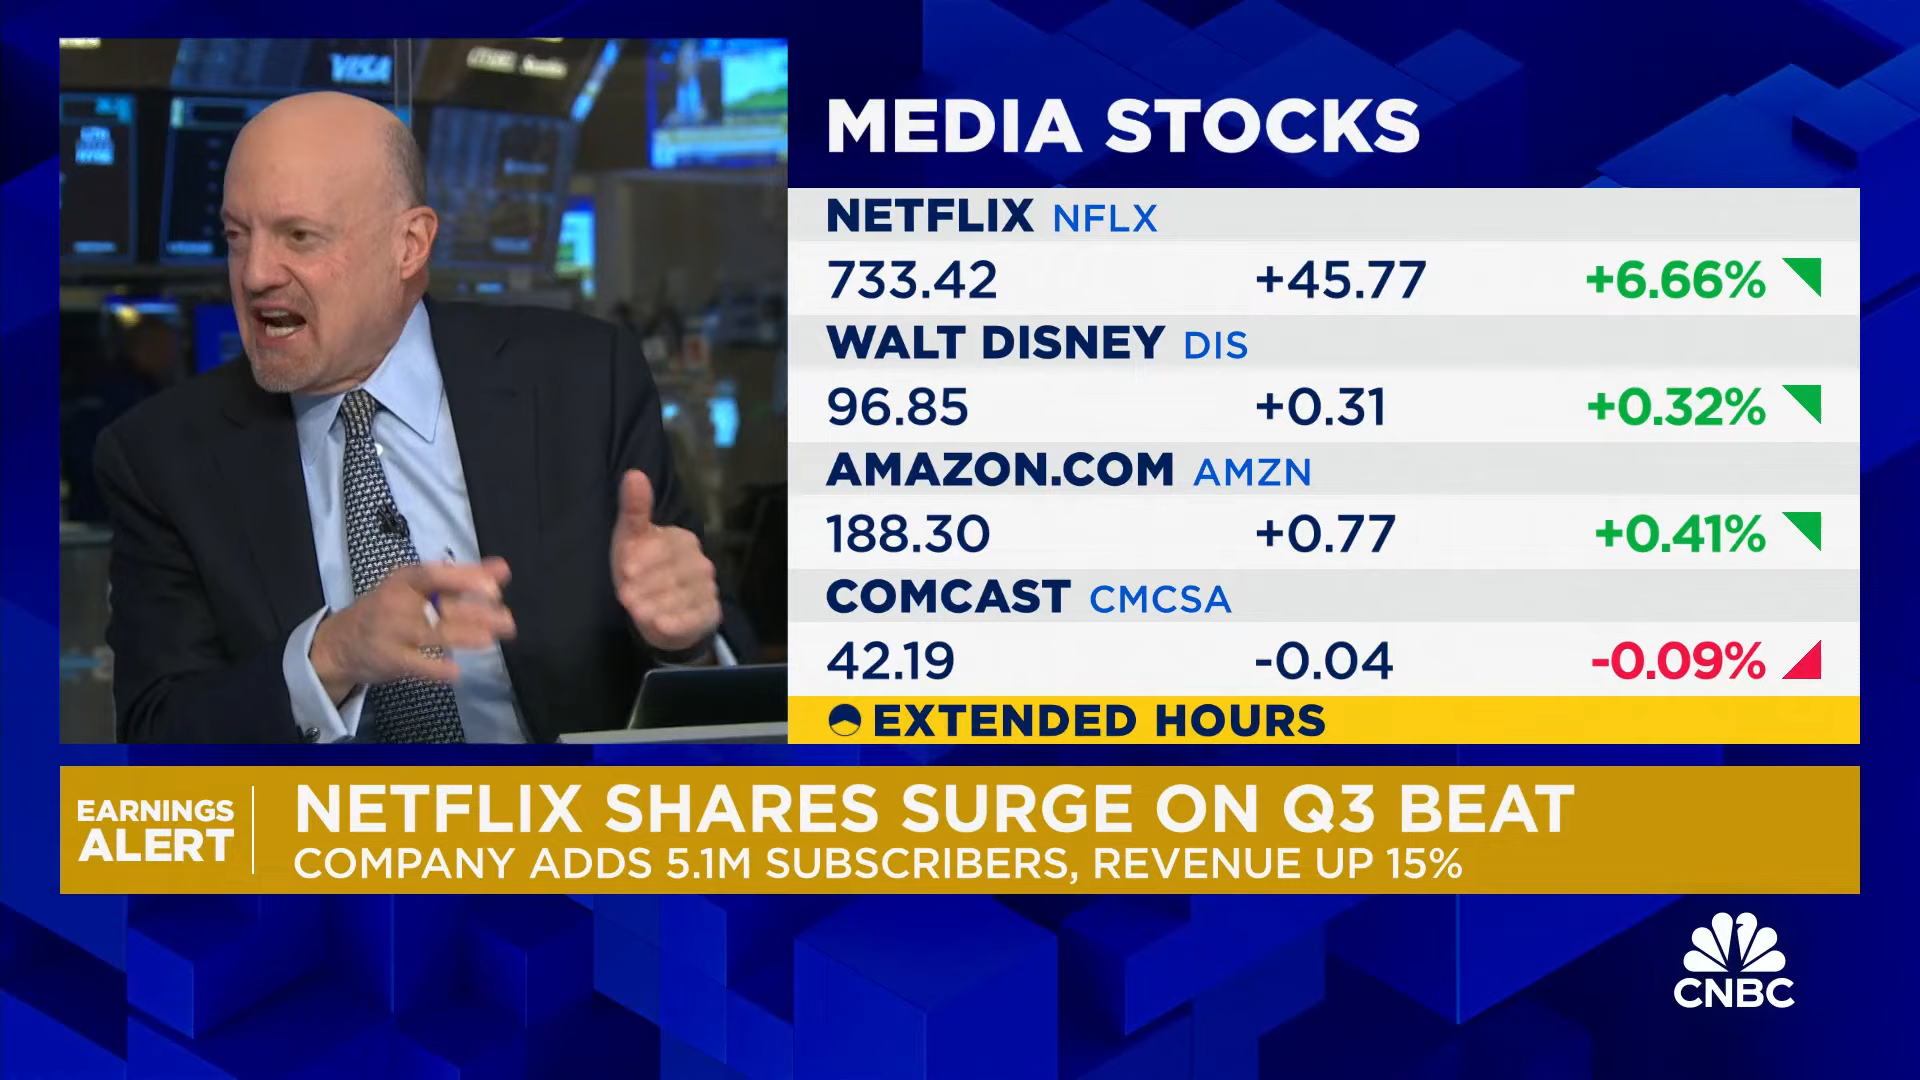 VISA
MEDIA STOCKS
NETFLIX NFLX
733.42 +45.77 +6.66%
WALT DISNEY DIS
96.85 +0.31 +0.32%
AMAZON.COM AMZN
188.30 +0.77 +0.41%
COMCAST CMCSA
42.19 -0.04 -0.09%
EXTENDED HOURS
EARNINGS
ALERT
NETFLIX SHARES SURGE ON Q3 BEAT
COMPANY ADDS 5.1M SUBSCRIBERS, REVENUE UP 15%
CNBC